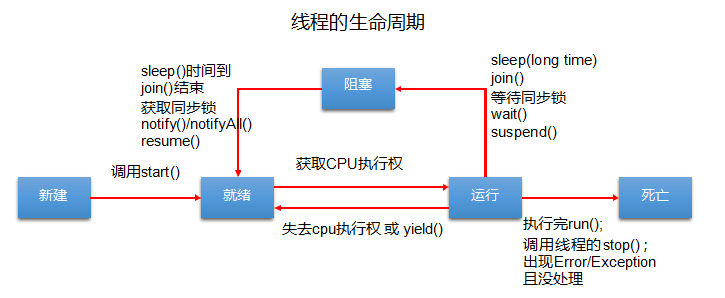 线程的生命周期
sleep()时间到
join()结束
获取同步锁
notify()/notifyAll()
resume()
阻塞
sleep(long time)
join()
等待同步锁
wait()
suspend()
新建
调用start()
就绪
获取CPU执行权
失去cpu执行权 或 yield()
运行
执行完run();
调用线程的stop() ;
出现Error/Exception
且没处理
死亡